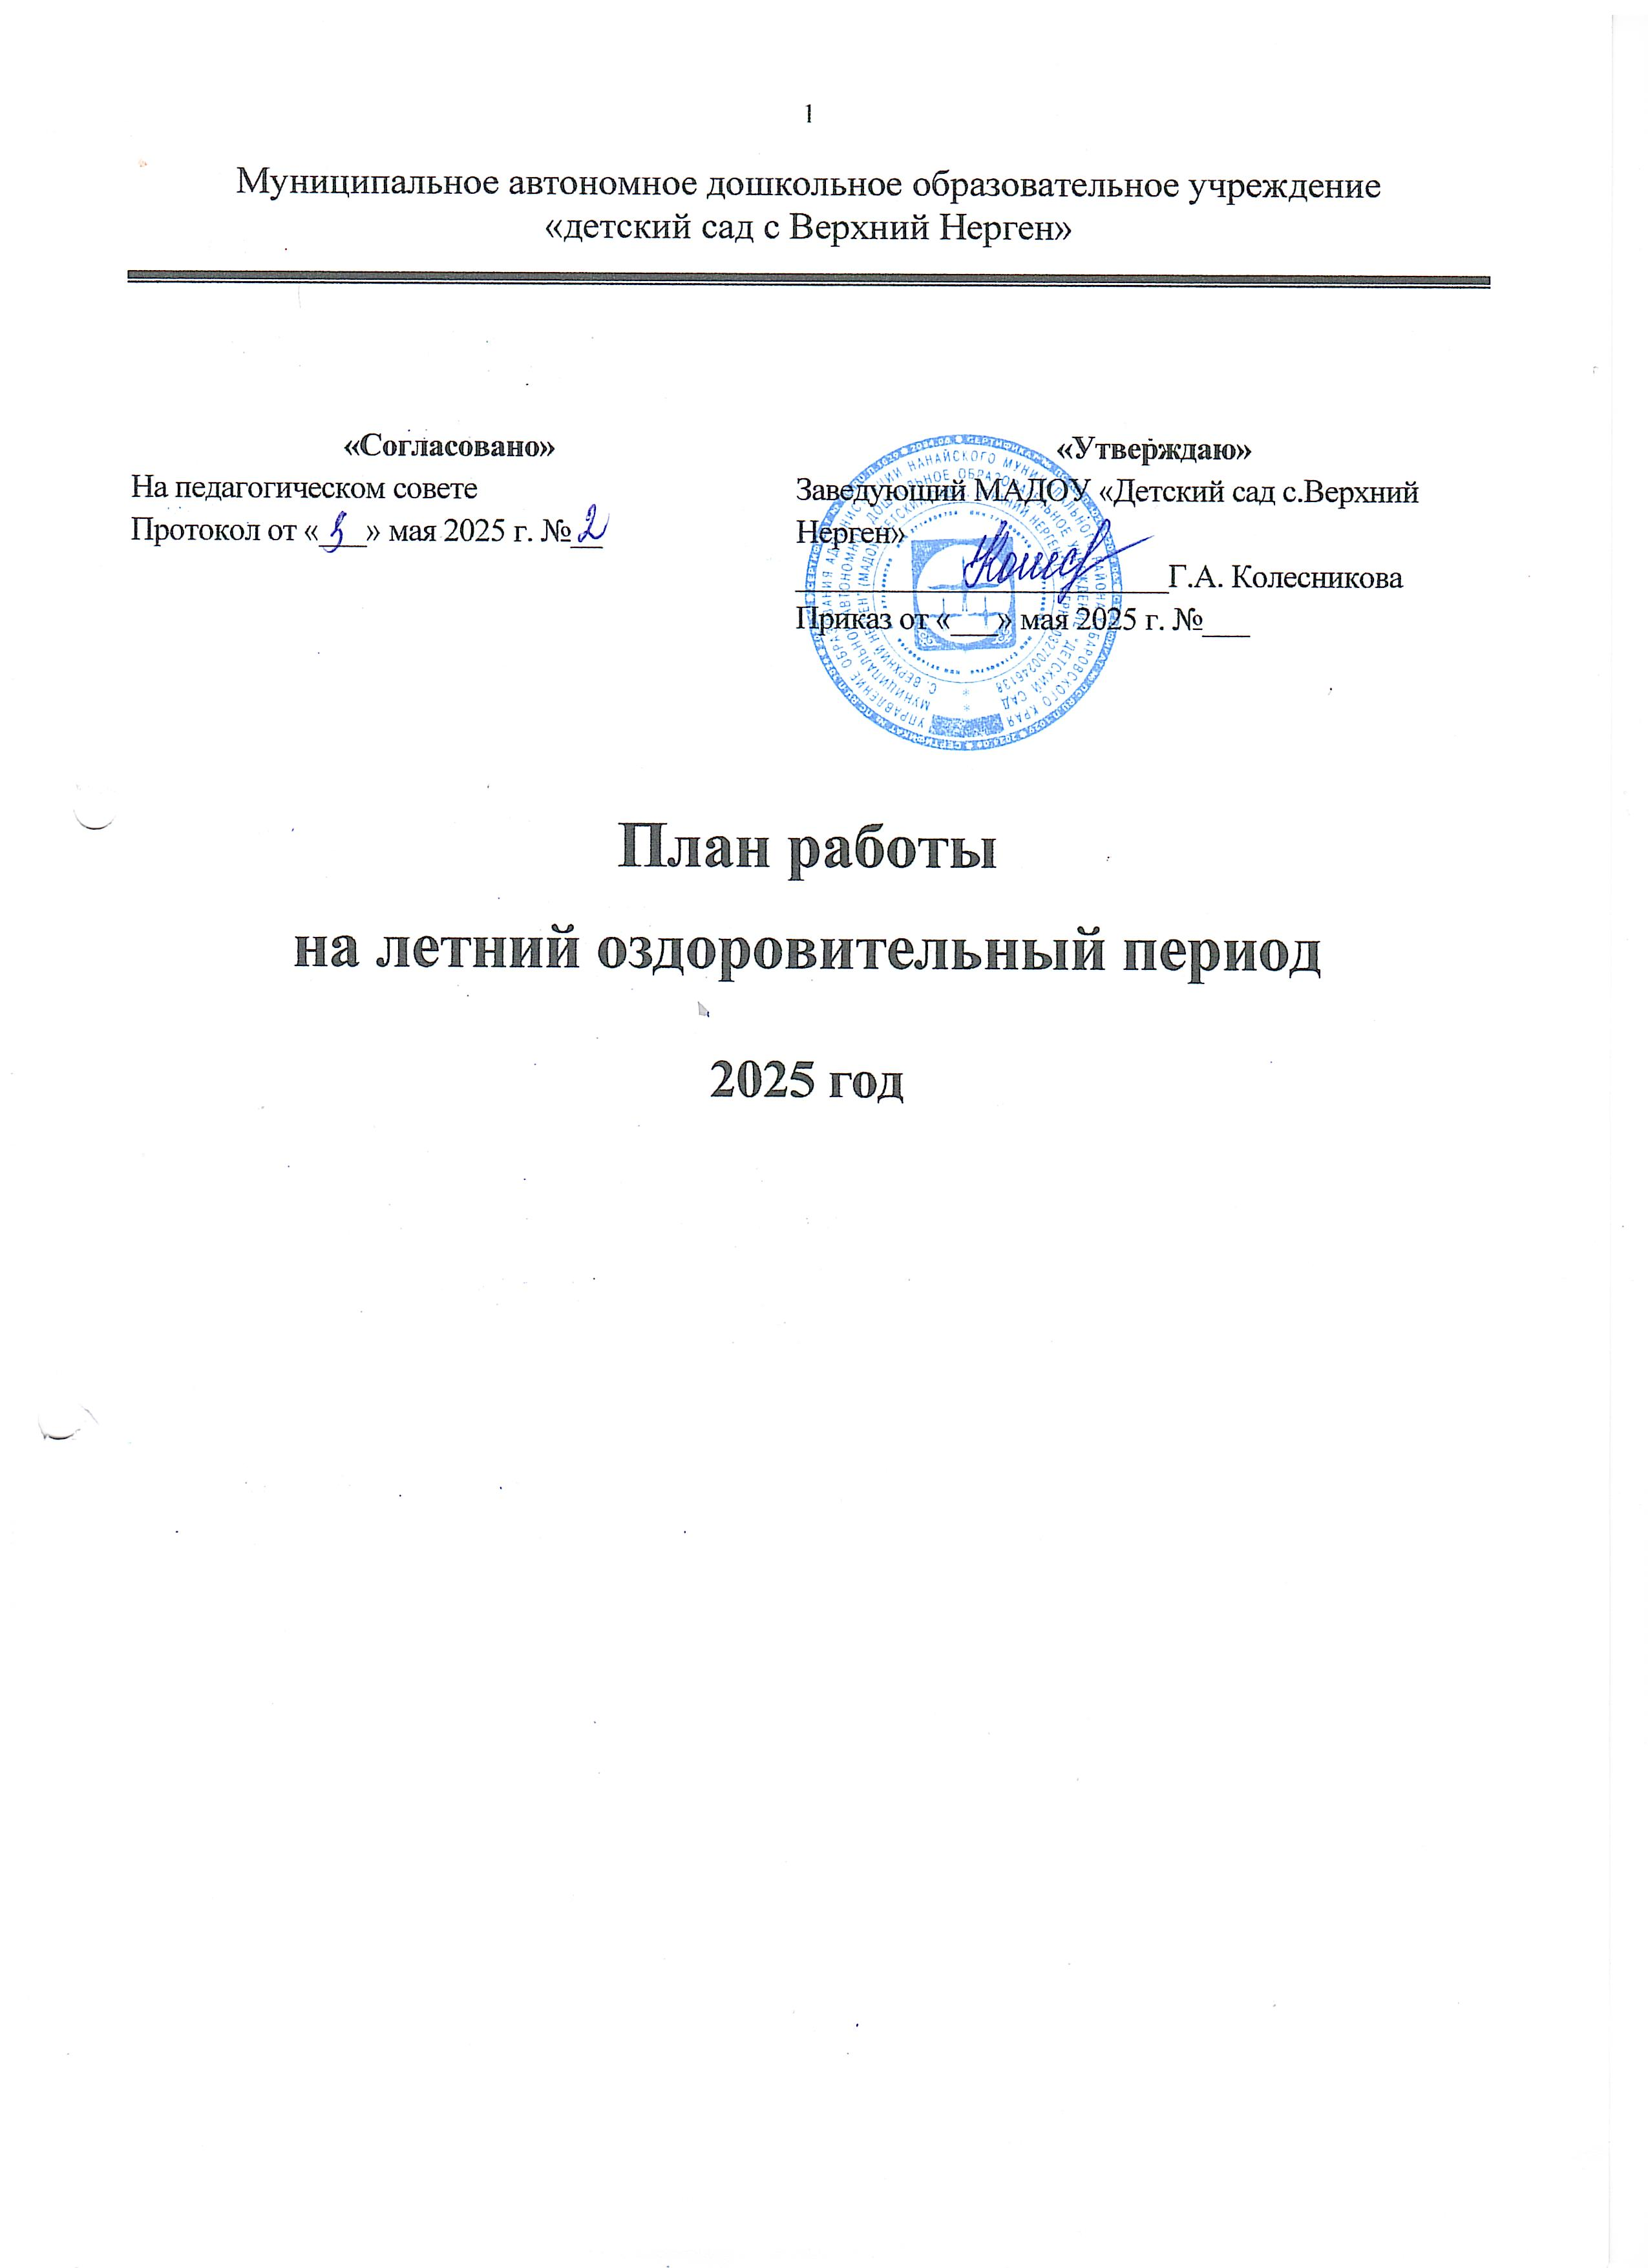 1
Муниципальное автономное дошкольное образовательное учреждение
«детский сад с Верхний Нерген»
«Согласовано»
На педагогическом совете
Протокол от «5» мая 2025 г. №2
«Утверждаю»
Заведующий МАДОУ «Детский сад с.Верхний
Нерген»
Г.А. Колесникова
Приказ от «___» мая 2025 г. №___
План работы
на летний оздоровительный период
2025 год